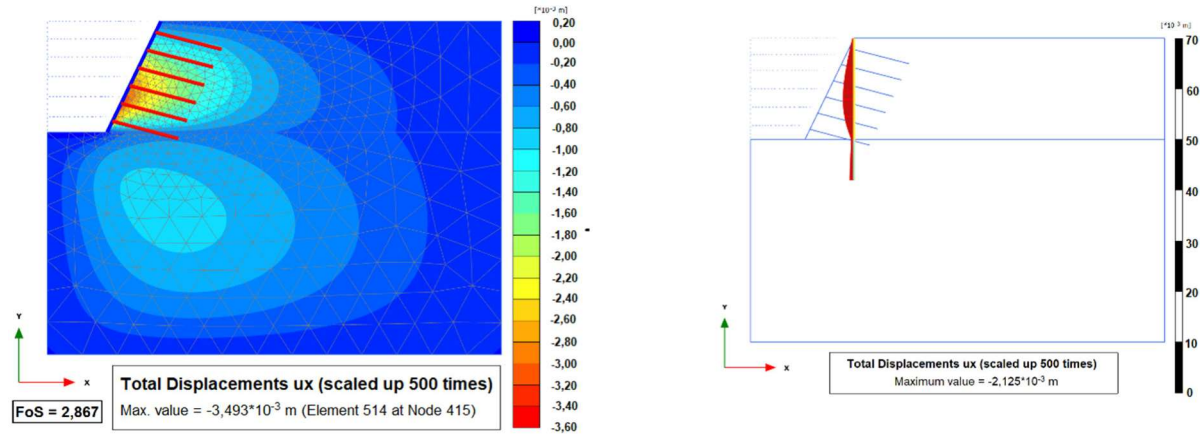 [*10⁻³ m]
0,20
0,00
-0,20
-0,40
-0,60
-0,80
-1,00
-1,20
-1,40
-1,60
-1,80
-2,00
-2,20
-2,40
-2,60
-2,80
-3,00
-3,20
-3,40
-3,60
Y
X
FoS = 2,867
Total Displacements ux (scaled up 500 times)
Max. value = -3,493*10⁻³ m (Element 514 at Node 415)
[*10⁻³ m]
70
60
50
40
30
20
10
0
Y
X
Total Displacements ux (scaled up 500 times)
Maximum value = -2,125*10⁻³ m